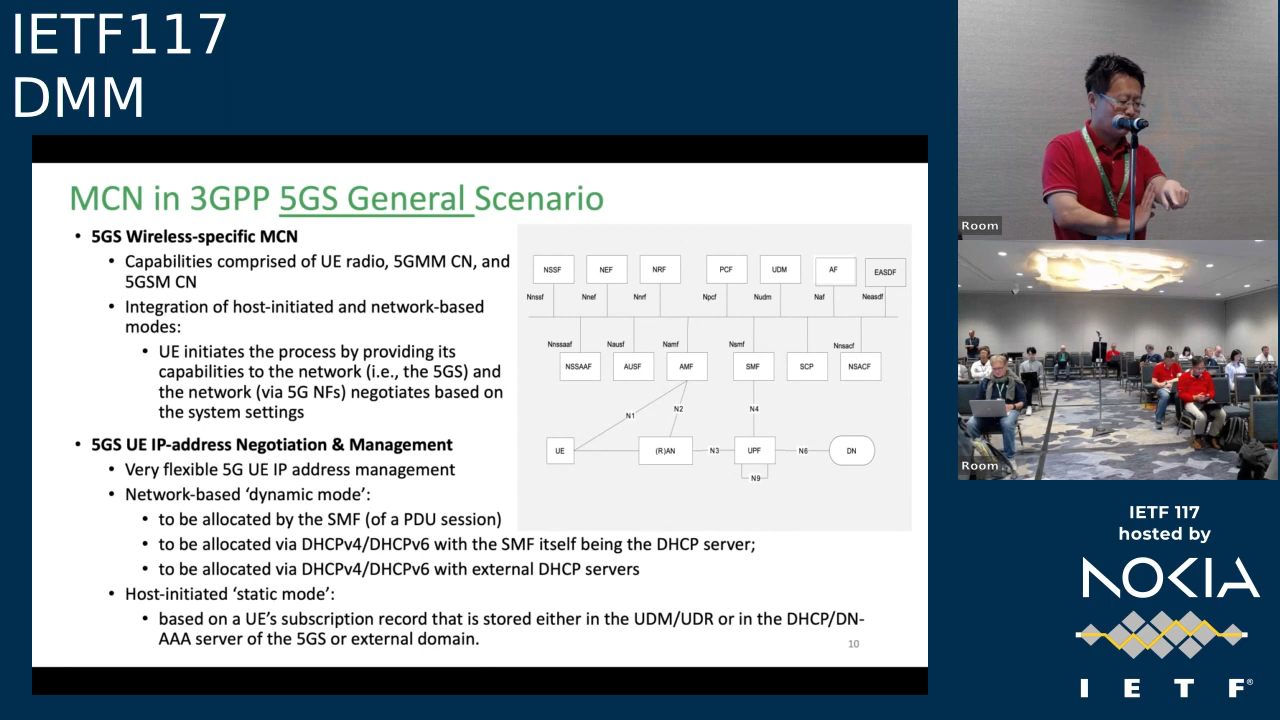 IETF117
DMM
MCN in 3GPP 5GS General Scenario
• 5GS Wireless-specific MCN
• Capabilities comprised of UE radio, 5GMM CN, and
5GSM CN
• Integration of host-initiated and network-based
modes:
• UE initiates the process by providing its
capabilities to the network (i.e., the 5GS) and
the network (via 5G NFs) negotiates based on
the system settings
• 5GS UE IP-address Negotiation & Management
• Very flexible 5G UE IP address management
• Network-based ‘dynamic mode’:
• to be allocated by the SMF (of a PDU session)
• to be allocated via DHCPv4/DHCPv6 with the SMF itself being the DHCP server;
• to be allocated via DHCPv4/DHCPv6 with external DHCP servers
• Host-initiated ‘static mode’:
• based on a UE’s subscription record that is stored either in the UDM/UDR or in the DHCP/DN-
AAA server of the 5GS or external domain.
10
NSSF NEF NRF PCF UDM AF EASDF
Nnssf Nnef Nnrf Npcf Nudm Naf Neasdf
Nnssaaf Nausf Namf Nsmf Nnsacf
NSSAAF AUSF AMF SMF SCP NSACF
N1 N2 N4
UE (R)AN N3 UPF N6 DN
N9
Room
Room
IETF 117
hosted by
NOKIA
I E T F®